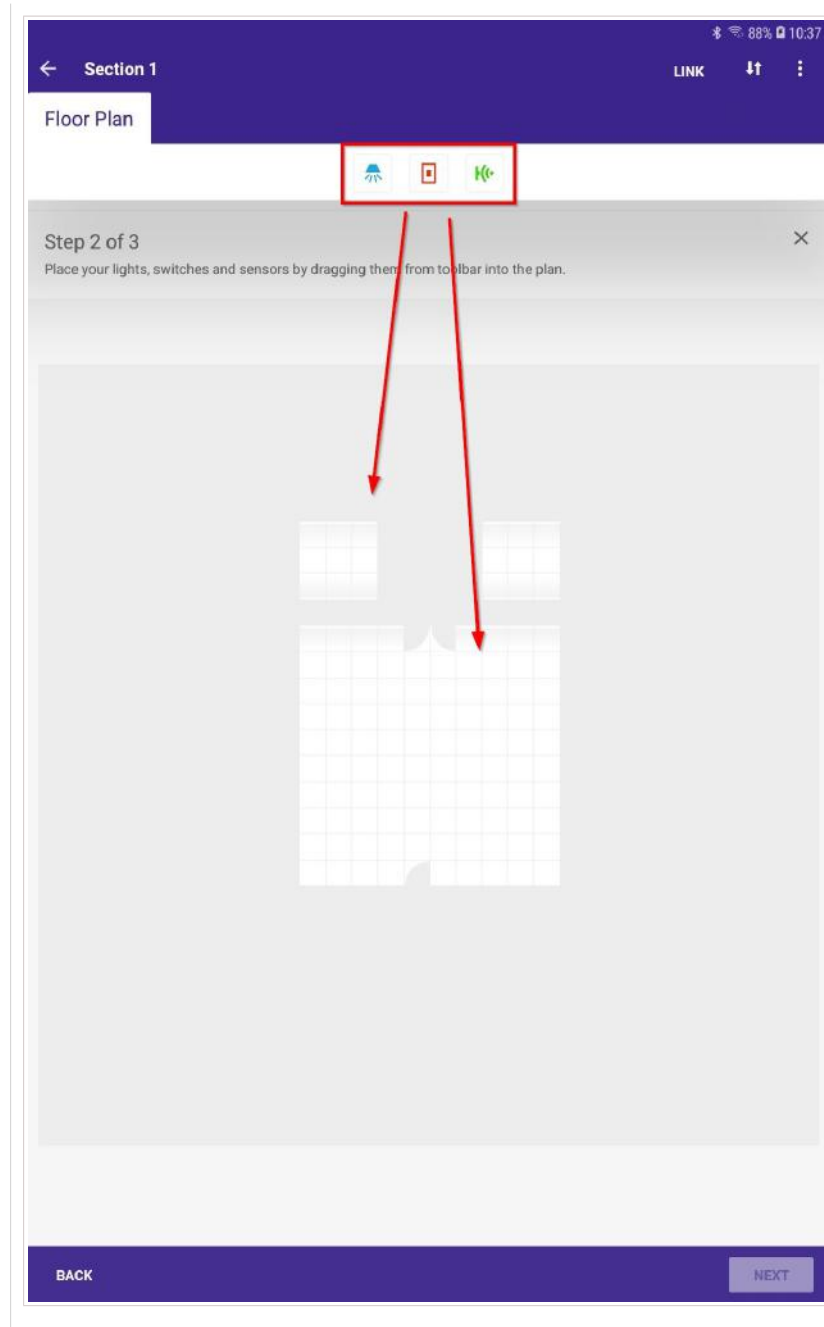 88% 10:37
Section 1
LINK
Floor Plan
Step 2 of 3
Place your lights, switches and sensors by dragging them from toolbar into the plan.
BACK
NEXT